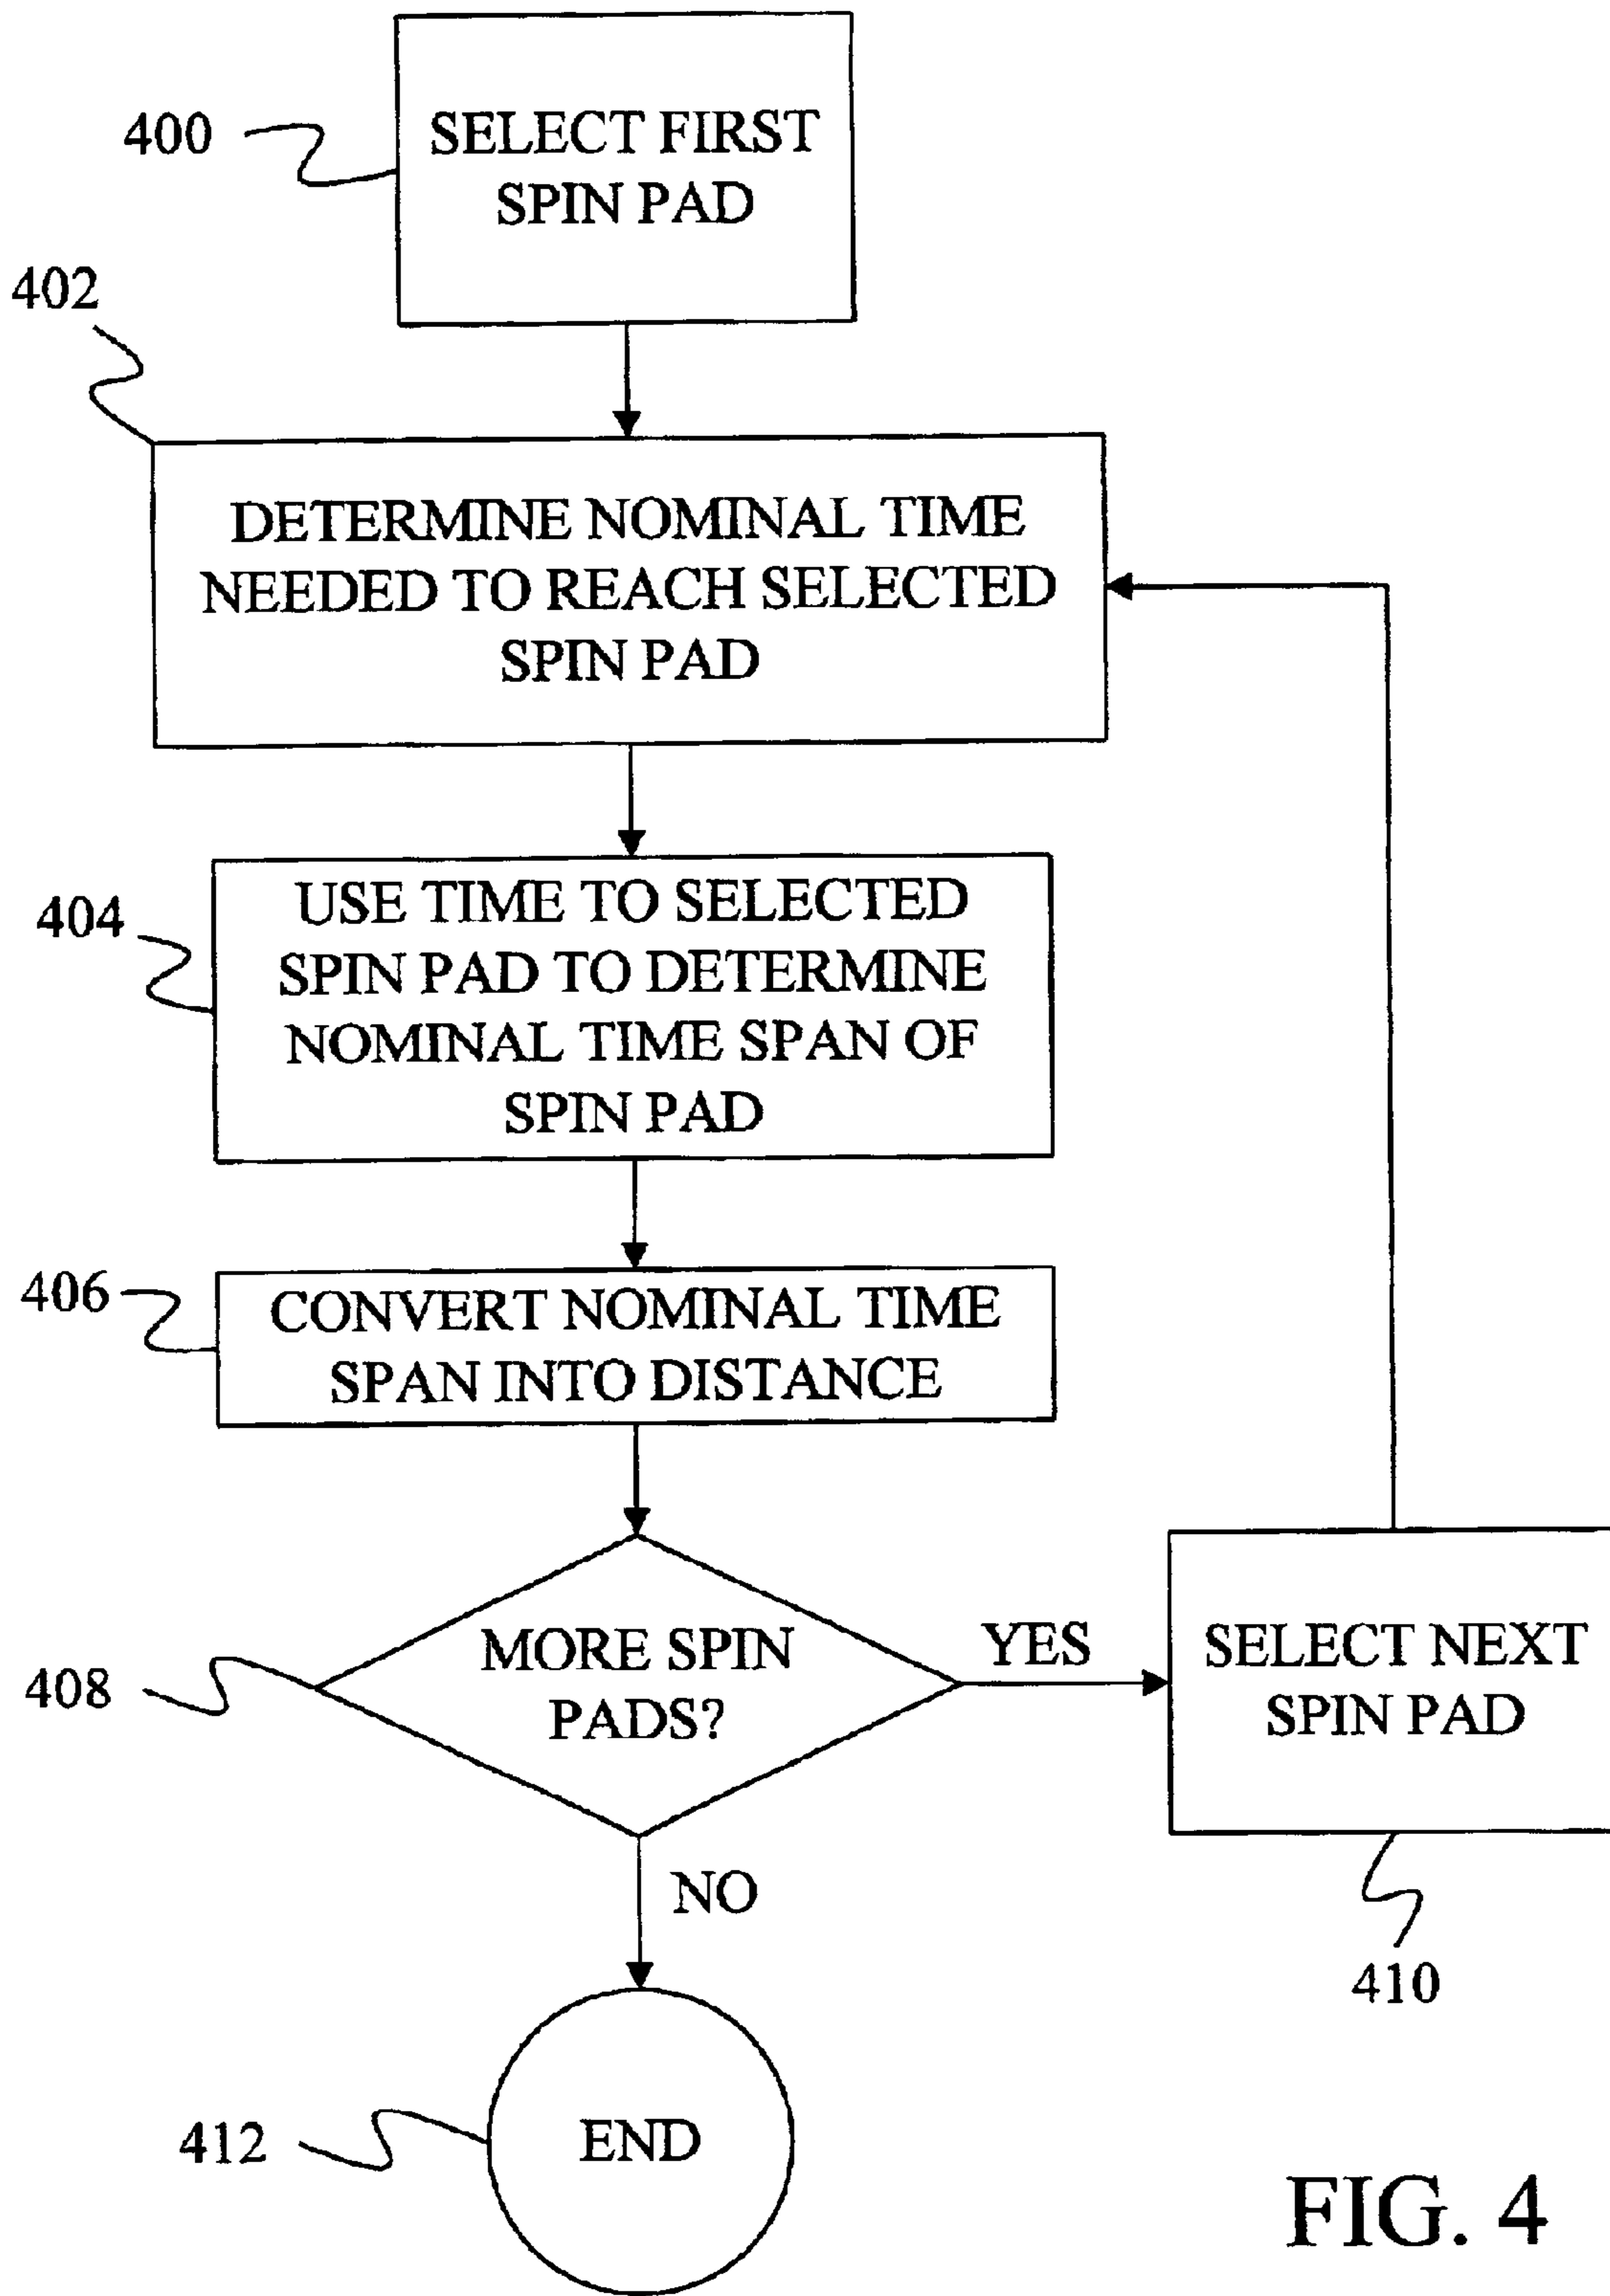 400
SELECT FIRST
SPIN PAD
402
DETERMINE NOMINAL TIME
NEEDED TO REACH SELECTED
SPIN PAD
404
USE TIME TO SELECTED
SPIN PAD TO DETERMINE
NOMINAL TIME SPAN OF
SPIN PAD
406
CONVERT NOMINAL TIME
SPAN INTO DISTANCE
408
MORE SPIN
PADS?
YES
SELECT NEXT
SPIN PAD
410
NO
412
END
FIG. 4